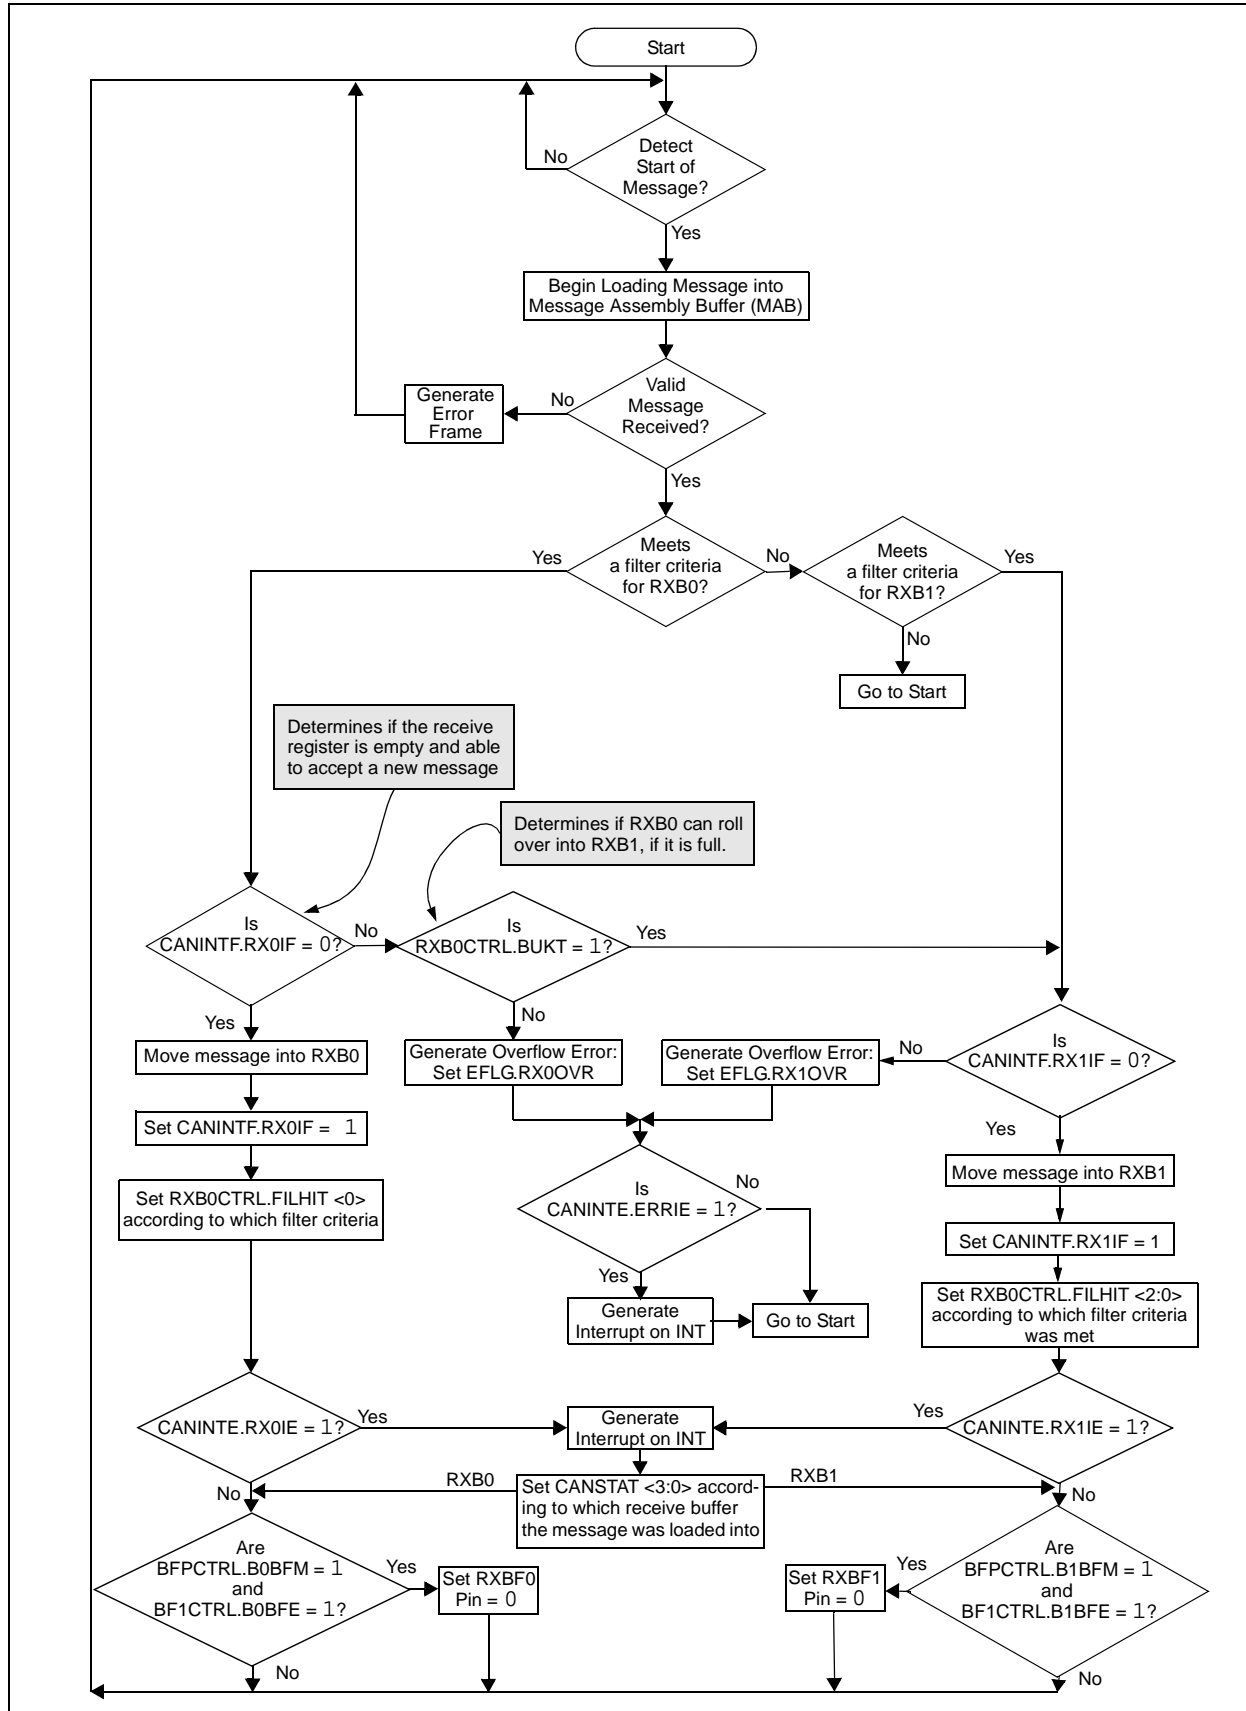 Start
Detect
Start of
Message?
No
Yes
Begin Loading Message into
Message Assembly Buffer (MAB)
Valid
Message
Received?
No
Generate
Error
Frame
Yes
Meets
a filter criteria
for RXB0?
Yes
No
Meets
a filter criteria
for RXB1?
Yes
No
Go to Start
Determines if the receive
register is empty and able
to accept a new message
Determines if RXB0 can roll
over into RXB1, if it is full.
Is
CANINTF.RX0IF = 0?
No
Is
RXB0CTRL.BUKT = 1?
Yes
Yes
No
Move message into RXB0
Generate Overflow Error:
Set EFLG.RX0OVR
Generate Overflow Error:
Set EFLG.RX1OVR
No
Is
CANINTF.RX1IF = 0?
Set CANINTF.RX0IF = 1
Yes
Set RXB0CTRL.FILHIT <0>
according to which filter criteria
Is
CANINTE.ERRIE = 1?
No
Move message into RXB1
Set CANINTF.RX1IF = 1
Yes
Generate
Interrupt on INT
Go to Start
Set RXB0CTRL.FILHIT <2:0>
according to which filter criteria
was met
CANINTE.RX0IE = 1?
Yes
Generate
Interrupt on INT
Yes
CANINTE.RX1IE = 1?
RXB0
Set CANSTAT <3:0> accord-
ing to which receive buffer
the message was loaded into
RXB1
No
No
Are
BFPCTRL.B0BFM = 1
and
BF1CTRL.B0BFE = 1?
Yes
Set RXBF0
Pin = 0
Set RXBF1
Pin = 0
Yes
Are
BFPCTRL.B1BFM = 1
and
BF1CTRL.B1BFE = 1?
No
No